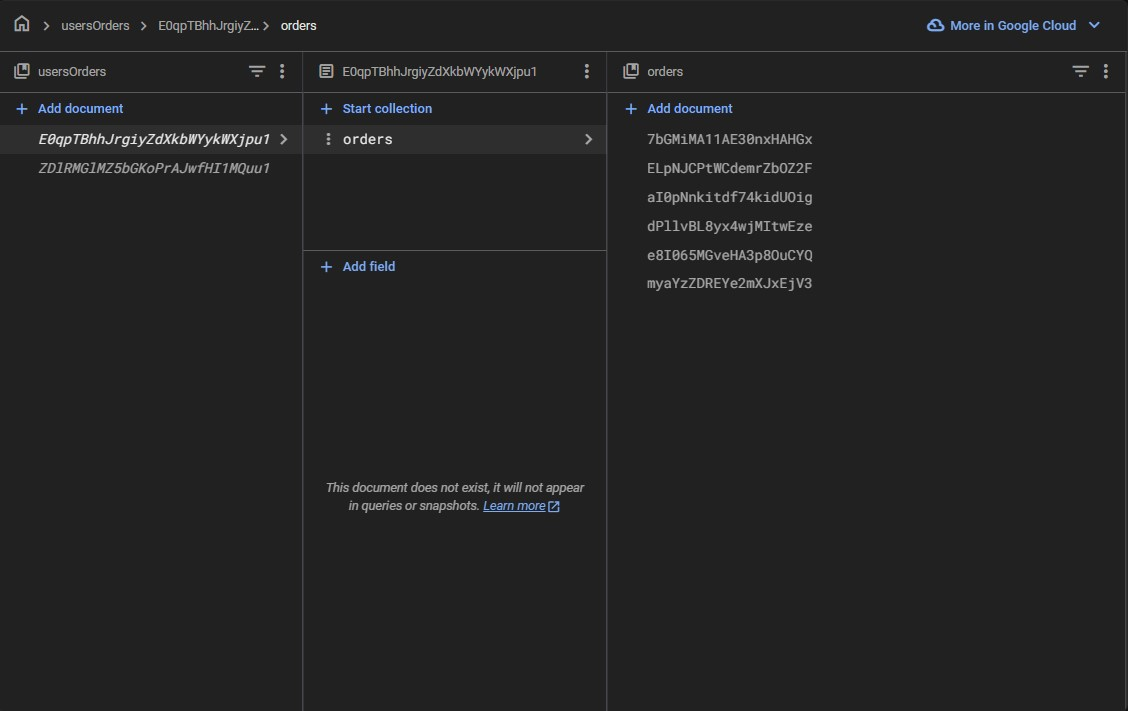 usersOrders
E0qpTBhhJrgiyZ...
orders
More in Google Cloud
usersOrders
Add document
E0qpTBhhJrgiyZdXkbWYykWXjpu1
ZDlRMGlMZ5bGKoPrAJwfHI1MQuu1
E0qpTBhhJrgiyZdXkbWYykWXjpu1
Start collection
orders
Add field
This document does not exist, it will not appear
in queries or snapshots. Learn more
orders
Add document
7bGMiMA11AE30nxHAHGx
ELpNJCPtWCdemrZbOZ2F
aI0pNnkitdf74kidUOig
dPllvBL8yx4wjMItwEze
e8I065MGveHA3p8OuCYQ
myaYzZDREYe2mXJxEjV3